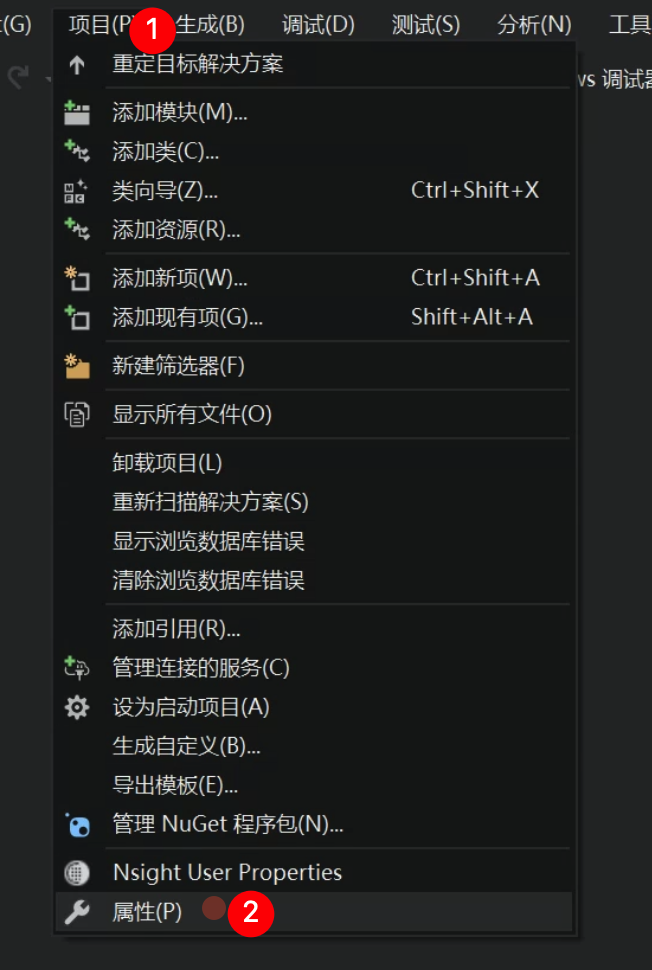 (G) 项目(P) 1 生成(B) 调试(D) 测试(S) 分析(N) 工具
重定目标解决方案
ws 调试器
添加模块(M)...
添加类(C)...
类向导(Z)... Ctrl+Shift+X
添加资源(R)...
添加新项(W)... Ctrl+Shift+A
添加现有项(G)... Shift+Alt+A
新建筛选器(F)
显示所有文件(O)
卸载项目(L)
重新扫描解决方案(S)
显示浏览数据库错误
清除浏览数据库错误
添加引用(R)...
管理连接的服务(C)
设为启动项目(A)
生成自定义(B)...
导出模板(E)...
管理 NuGet 程序包(N)...
Nsight User Properties
属性(P) 2